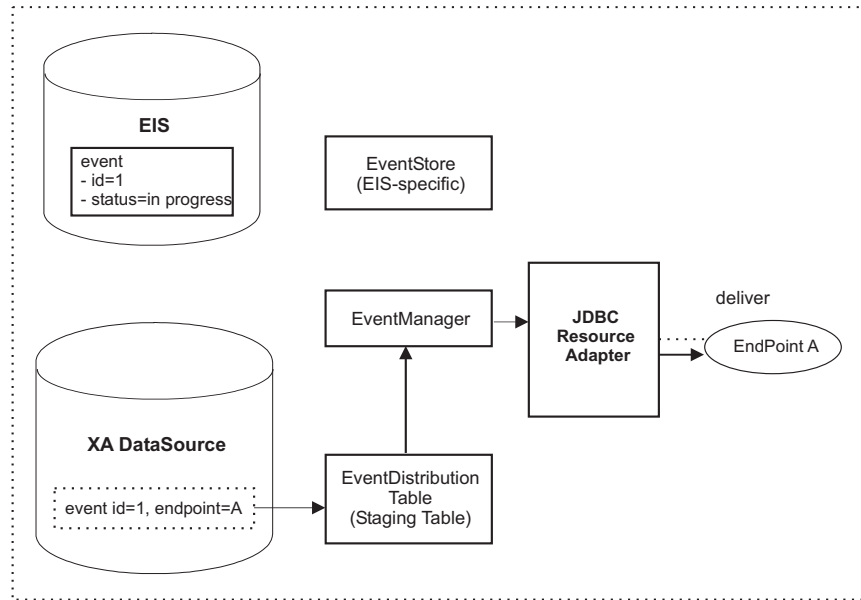 EIS
event
- id=1
- status=in progress
EventStore
(EIS-specific)
EventManager
JDBC
Resource
Adapter
deliver
EndPoint A
XA DataSource
event id=1, endpoint=A
EventDistribution
Table
(Staging Table)